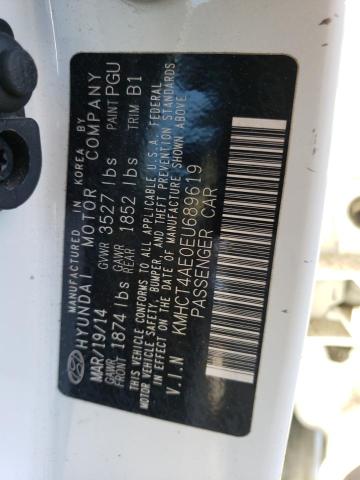 MANUFACTURED IN KOREA BY
HYUNDAI MOTOR COMPANY
MAR/19/14 GVWR 3527 lbs PAINT PGU
GAWR FRONT 1874 lbs GAWR REAR 1852 lbs TRIM B1
THIS VEHICLE CONFORMS TO ALL APPLICABLE U.S.A. FEDERAL
MOTOR VEHICLE SAFETY, BUMPER, AND THEFT PREVENTION STANDARDS
IN EFFECT ON THE DATE OF MANUFACTURE SHOWN ABOVE.
V.I.N KMHCT4AE0EU689619
PASSENGER CAR